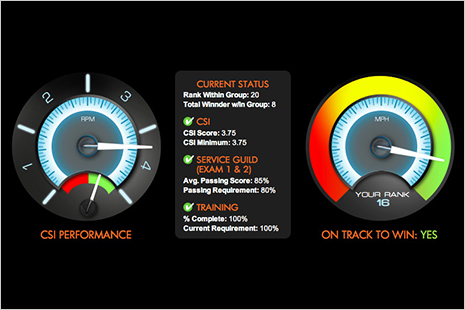 2
3
1
4
RPM
CSI PERFORMANCE
CURRENT STATUS
Rank Within Group: 20
Total Winnder w/in Group: 8
CSI
CSI Score: 3.75
CSI Minimum: 3.75
SERVICE GUILD
(EXAM 1 & 2)
Avg. Passing Score: 85%
Passing Requirement: 80%
TRAINING
% Complete: 100%
Current Requirement: 100%
MPH
YOUR RANK
16
ON TRACK TO WIN: YES